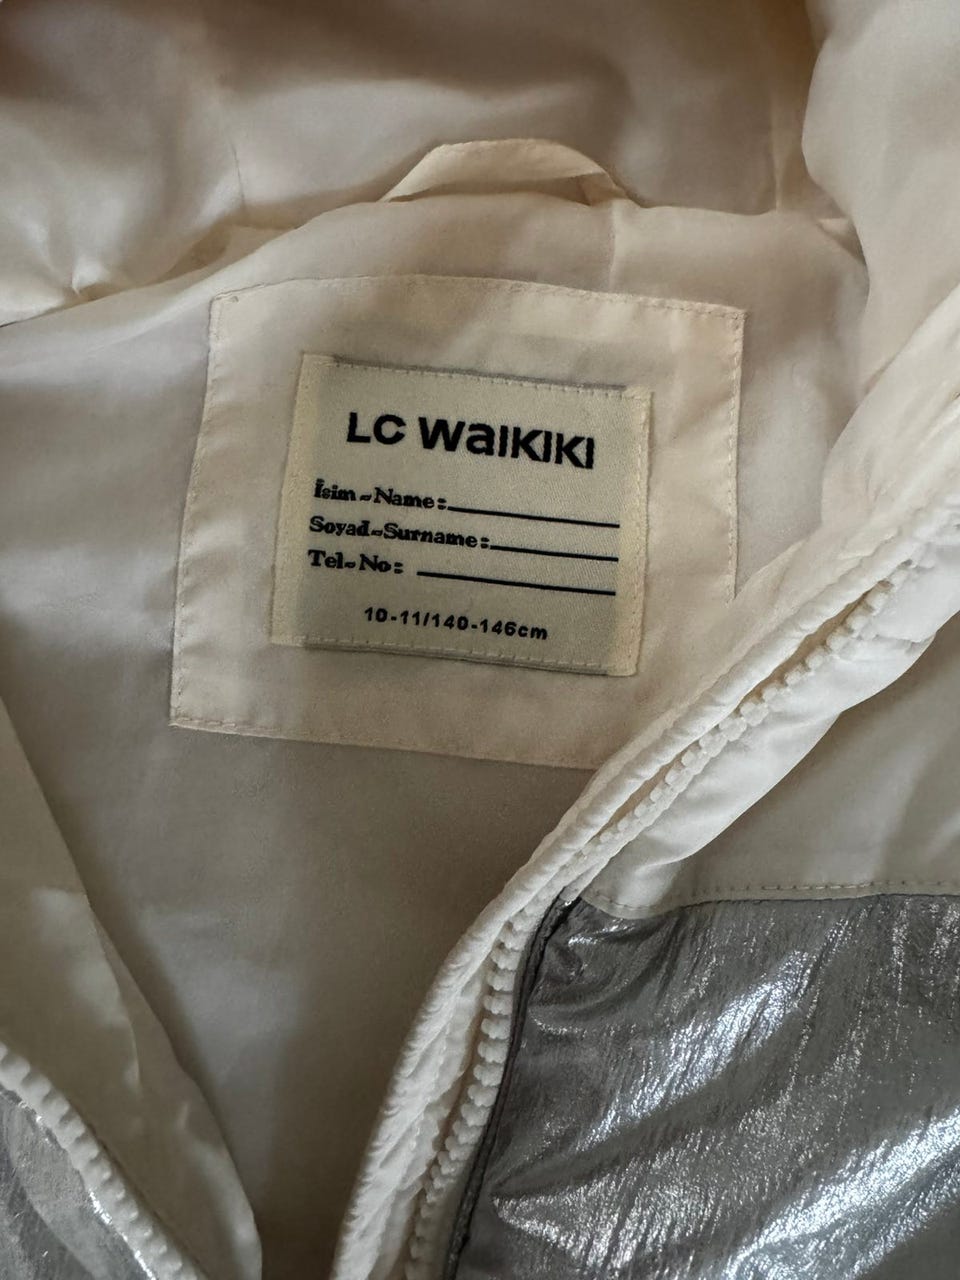 LC WAIKIKI
İsim-Name:
Soyad-Surname:
Tel-No:
10-11/140-146cm